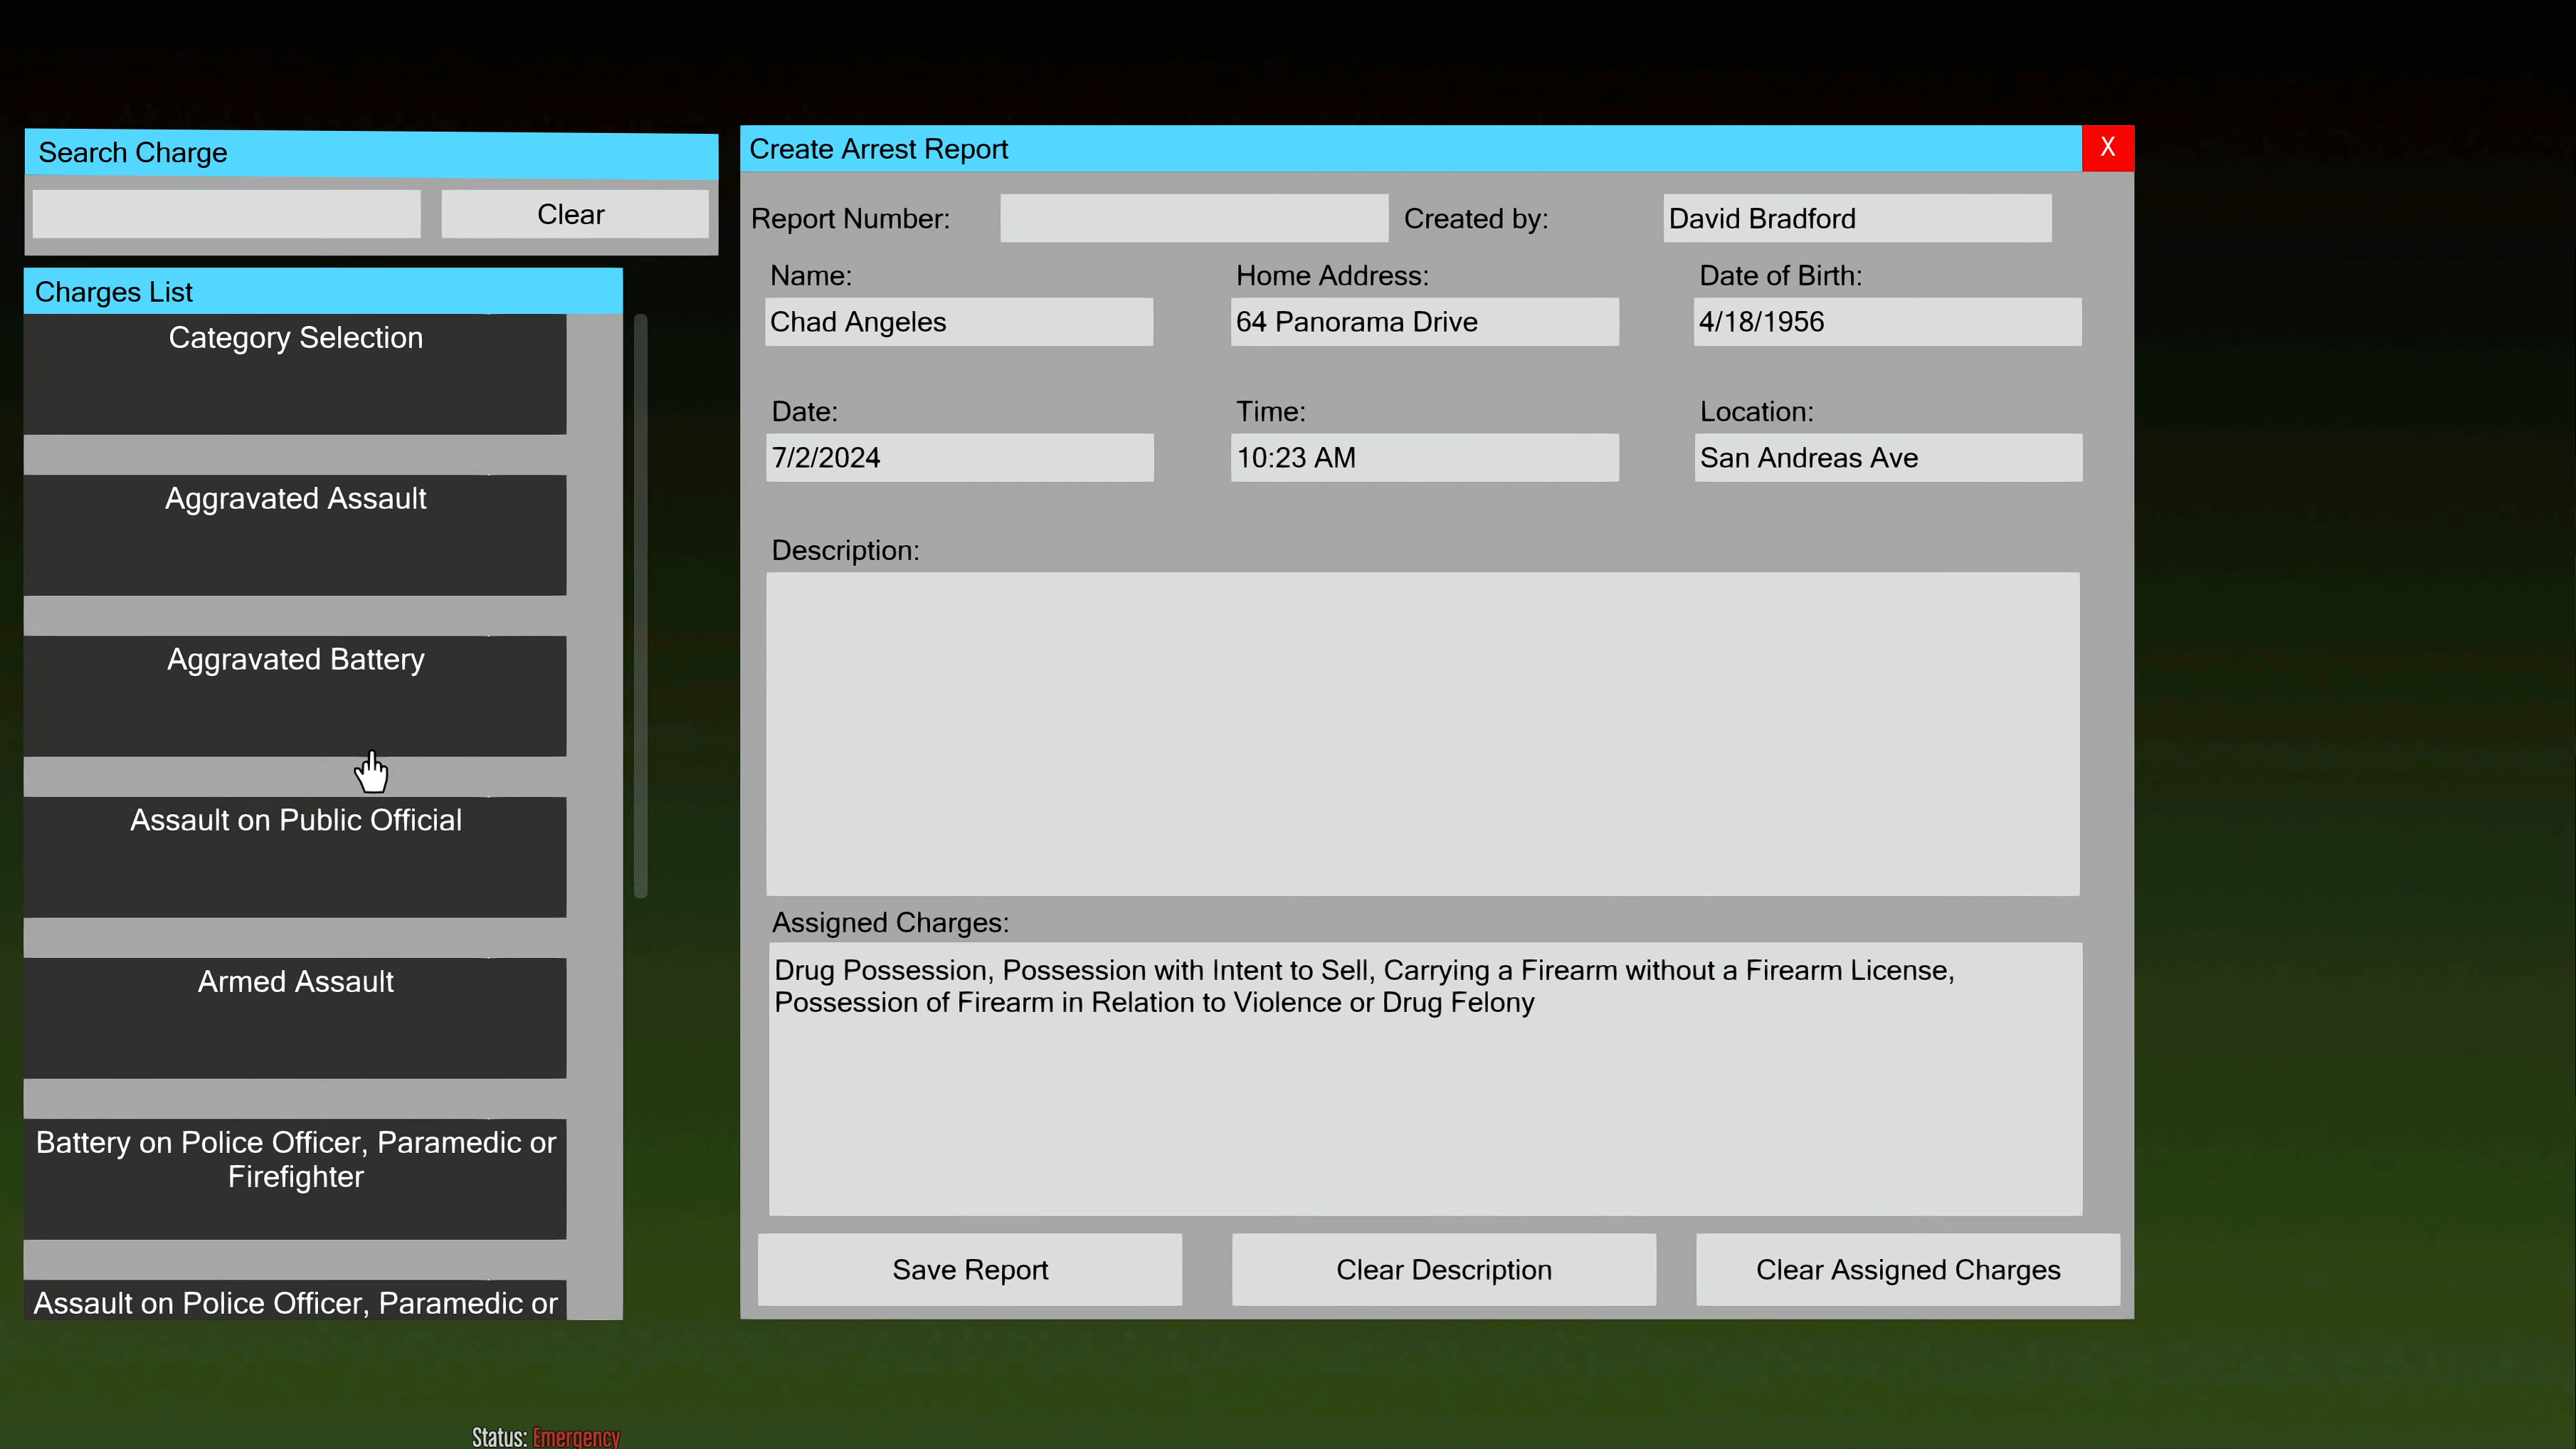 Search Charge
Clear
Charges List
Category Selection
Aggravated Assault
Aggravated Battery
Assault on Public Official
Armed Assault
Battery on Police Officer, Paramedic or
Firefighter
Assault on Police Officer, Paramedic or
Create Arrest Report
X
Report Number:
Created by:
David Bradford
Name:
Home Address:
Date of Birth:
Chad Angeles
64 Panorama Drive
4/18/1956
Date:
Time:
Location:
7/2/2024
10:23 AM
San Andreas Ave
Description:
Assigned Charges:
Drug Possession, Possession with Intent to Sell, Carrying a Firearm without a Firearm License,
Possession of Firearm in Relation to Violence or Drug Felony
Save Report
Clear Description
Clear Assigned Charges
Status: Emergency